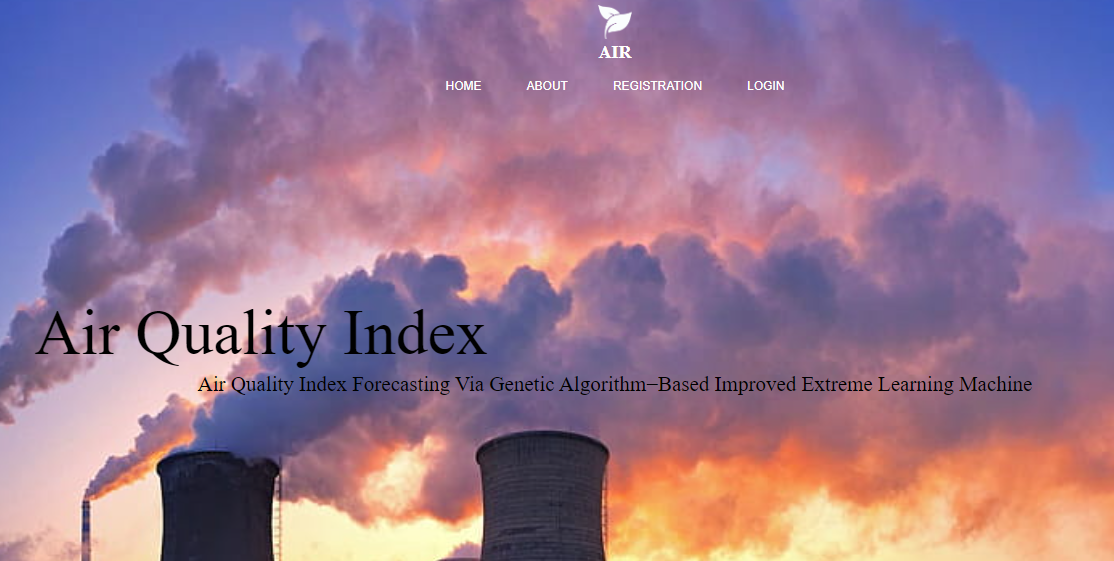 AIR
HOME ABOUT REGISTRATION LOGIN
Air Quality Index
Air Quality Index Forecasting Via Genetic Algorithm–Based Improved Extreme Learning Machine